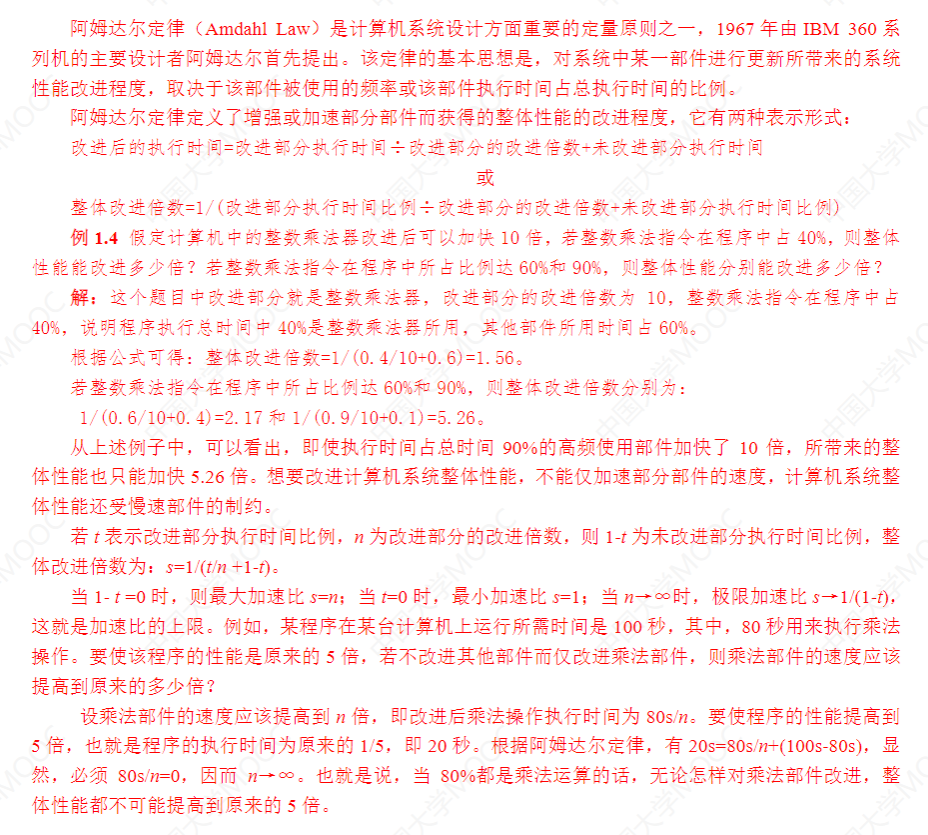 阿姆达尔定律（Amdahl Law）是计算机系统设计方面重要的定量原则之一，1967 年由 IBM 360 系
列机的主要设计者阿姆达尔首先提出。该定律的基本思想是，对系统中某一部件进行更新所带来的系统
性能改进程度，取决于该部件被使用的频率或该部件执行时间占总执行时间的比例。
阿姆达尔定律定义了增强或加速部分部件而获得的整体性能的改进程度，它有两种表示形式：
改进后的执行时间=改进部分执行时间÷改进部分的改进倍数+未改进部分执行时间
或
整体改进倍数=1/(改进部分执行时间比例÷改进部分的改进倍数+未改进部分执行时间比例)
例 1.4 假定计算机中的整数乘法器改进后可以加快 10 倍，若整数乘法指令在程序中占 40%，则整体
性能能改进多少倍？若整数乘法指令在程序中所占比例达 60%和 90%，则整体性能分别能改进多少倍？
解：这个题目中改进部分就是整数乘法器，改进部分的改进倍数为 10，整数乘法指令在程序中占
40%，说明程序执行总时间中 40%是整数乘法器所用，其他部件所用时间占 60%。
根据公式可得：整体改进倍数=1/(0.4/10+0.6)=1.56。
若整数乘法指令在程序中所占比例达 60%和 90%，则整体改进倍数分别为：
1/(0.6/10+0.4)=2.17 和 1/(0.9/10+0.1)=5.26。
从上述例子中，可以看出，即使执行时间占总时间 90%的高频使用部件加快了 10 倍，所带来的整
体性能也只能加快 5.26 倍。想要改进计算机系统整体性能，不能仅加速部分部件的速度，计算机系统整
体性能还受慢速部件的制约。
若 t 表示改进部分执行时间比例，n 为改进部分的改进倍数，则 1-t 为未改进部分执行时间比例，整
体改进倍数为：s=1/(t/n +1-t)。
当 1- t =0 时，则最大加速比 s=n；当 t=0 时，最小加速比 s=1；当 n→∞时，极限加速比 s→1/(1-t)，
这就是加速比的上限。例如，某程序在某台计算机上运行所需时间是 100 秒，其中，80 秒用来执行乘法
操作。要使该程序的性能是原来的 5 倍，若不改进其他部件而仅改进乘法部件，则乘法部件的速度应该
提高到原来的多少倍？
设乘法部件的速度应该提高到 n 倍，即改进后乘法操作执行时间为 80s/n。要使程序的性能提高到
5 倍，也就是程序的执行时间为原来的 1/5，即 20 秒。根据阿姆达尔定律，有 20s=80s/n+(100s-80s)，显
然，必须 80s/n=0，因而 n→∞。也就是说，当 80%都是乘法运算的话，无论怎样对乘法部件改进，整
体性能都不可能提高到原来的 5 倍。